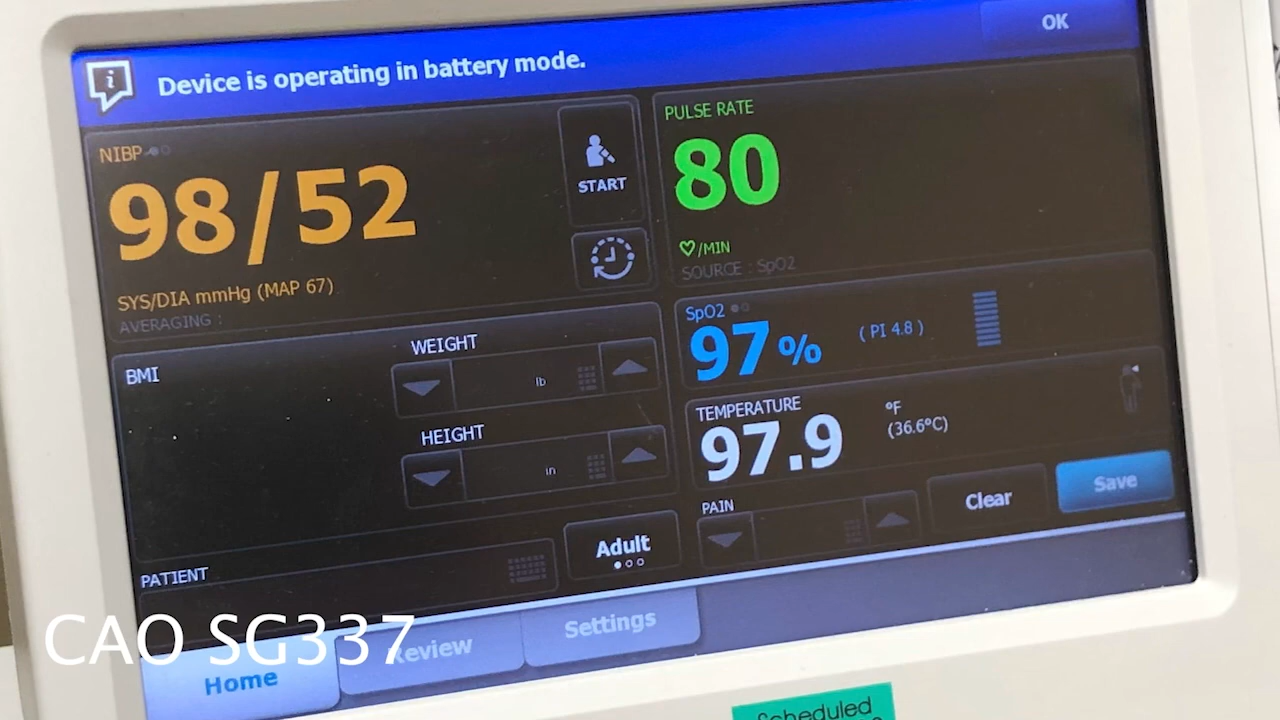 Device is operating in battery mode.
OK
NIBP
98/52
SYS/DIA mmHg (MAP 67)
AVERAGING :
START
PULSE RATE
80
/MIN
SOURCE : SpO2
SpO2
97%
( PI 4.8 )
BMI
WEIGHT
lb
HEIGHT
in
TEMPERATURE
97.9
°F
(36.6°C)
PAIN
Clear
Save
PATIENT
Adult
Home
Review
Settings
CAO SG337
Scheduled